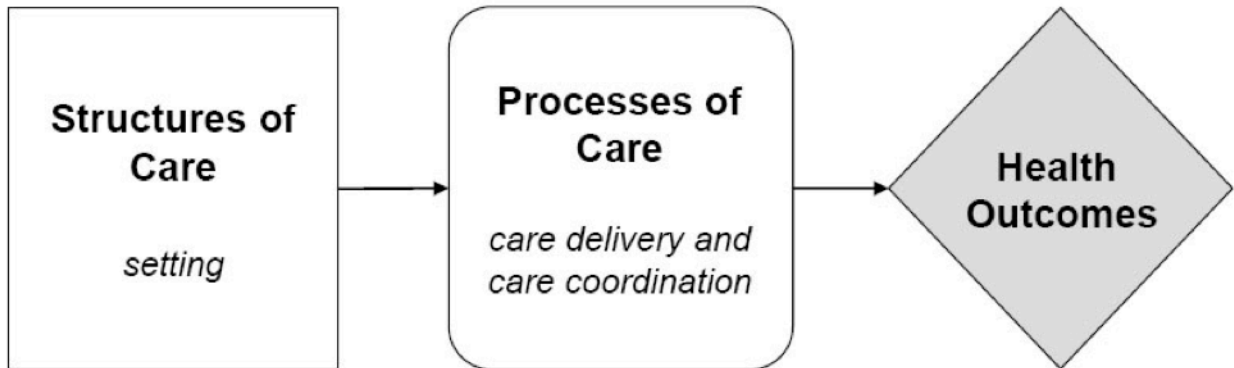 Structures of
Care
setting
Processes of
Care
care delivery and
care coordination
Health
Outcomes